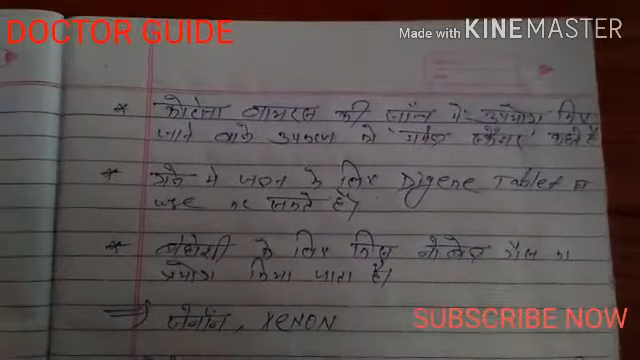 DOCTOR GUIDE
Made with KINEMASTER
* कोरोना वायरस की जाँच में उपयोग किए
जाने वाले उपकरण को 'थर्मल स्कैनर' कहते हैं
* गले में जलन के लिए Digene Tablet का
use कर सकते हैं।
* बेहोशी के लिए किस नोबेल गैस का
प्रयोग किया जाता है।
⇒ जेनॉन, XENON
SUBSCRIBE NOW